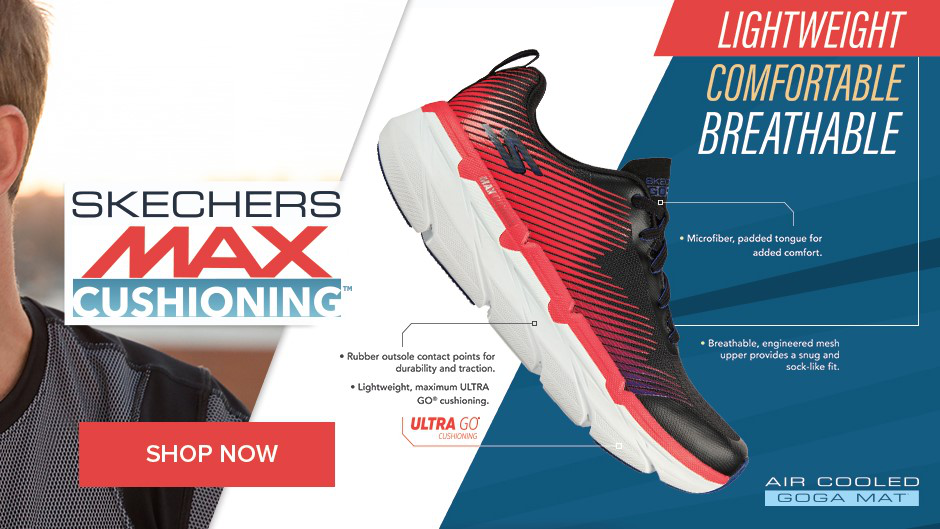 LIGHTWEIGHT
COMFORTABLE
BREATHABLE
SKECHERS
MAX
CUSHIONING™
SHOP NOW
• Microfiber, padded tongue for
added comfort.
• Breathable, engineered mesh
upper provides a snug and
sock-like fit.
• Rubber outsole contact points for
durability and traction.
• Lightweight, maximum ULTRA
GO® cushioning.
ULTRA GO®
CUSHIONING
AIR COOLED
GOGA MAT